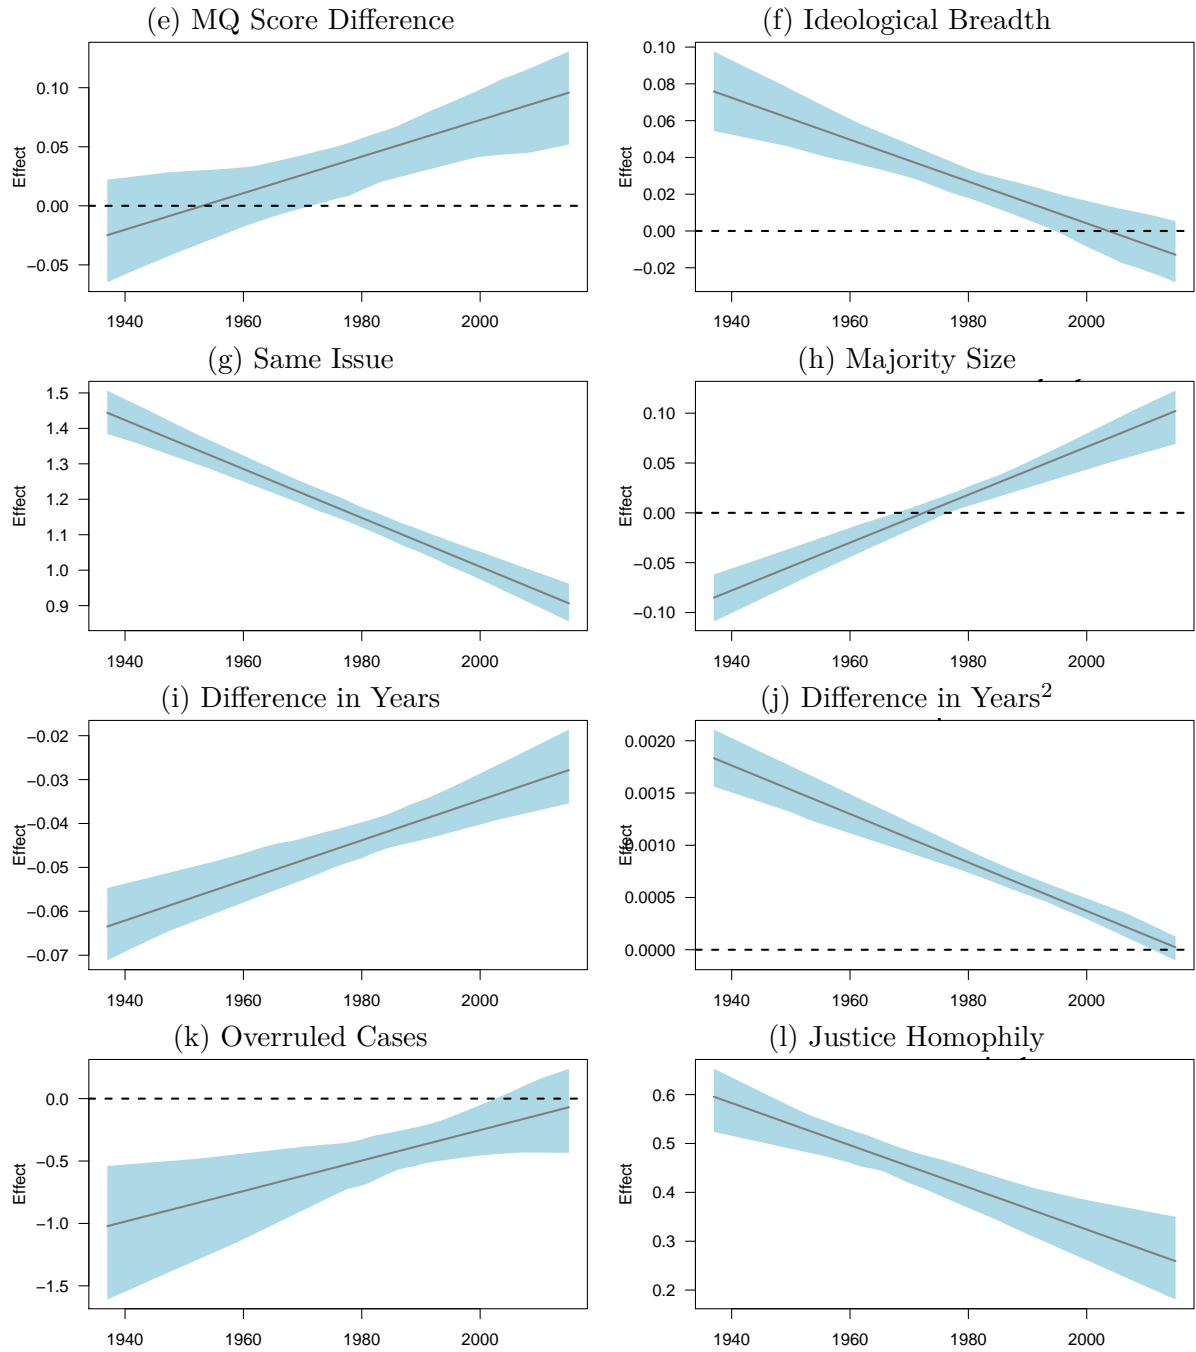 (e) MQ Score Difference
Effect
0.10
0.05
0.00
−0.05
1940 1960 1980 2000
(f) Ideological Breadth
Effect
0.10
0.08
0.06
0.04
0.02
0.00
−0.02
1940 1960 1980 2000
(g) Same Issue
Effect
1.5
1.4
1.3
1.2
1.1
1.0
0.9
1940 1960 1980 2000
(h) Majority Size
Effect
0.10
0.05
0.00
−0.05
−0.10
1940 1960 1980 2000
(i) Difference in Years
Effect
−0.02
−0.03
−0.04
−0.05
−0.06
−0.07
1940 1960 1980 2000
(j) Difference in Years²
Effect
0.0020
0.0015
0.0010
0.0005
0.0000
1940 1960 1980 2000
(k) Overruled Cases
Effect
0.0
−0.5
−1.0
−1.5
1940 1960 1980 2000
(l) Justice Homophily
Effect
0.6
0.5
0.4
0.3
0.2
1940 1960 1980 2000